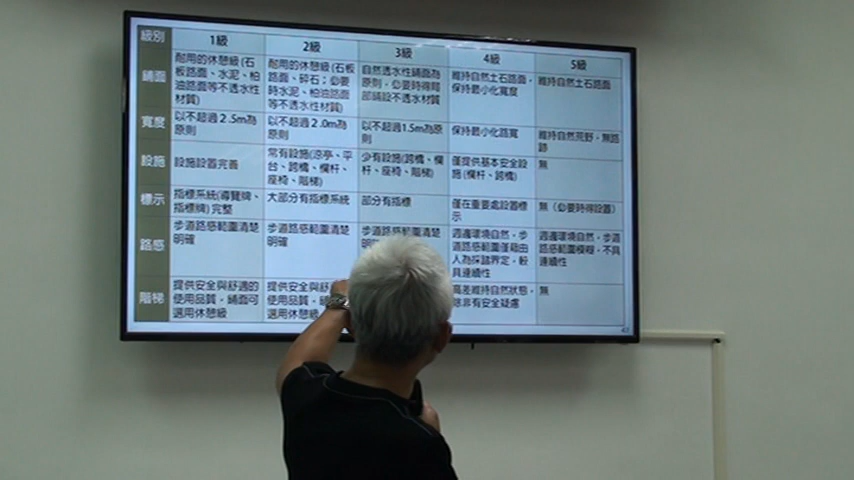 級別 1級 2級 3級 4級 5級
鋪面
耐用的休憩級 (石
板路面、水泥、柏
油路面等不透水性
材質)
耐用的休憩級 (石板
路面、碎石；必要
時水泥、柏油路面
等不透水性材質)
自然透水性鋪面為
原則，必要時得局
部鋪設不透水材質
維持自然土石路面，
保持最小化寬度
維持自然土石路面
寬度
以不超過2.5m為
原則
以不超過2.0m為
原則
以不超過1.5m為原則
保持最小化路寬
維持自然荒野，無路
跡
設施
設施設置完善
常有設施(涼亭、平
台、跨橋、欄杆、
座椅、階梯)
少有設施(跨橋、欄
杆、座椅、階梯)
僅提供基本安全設
施 (欄杆、跨橋)
無
標示
指標系統(導覽牌、
指標牌) 完整
大部分有指標系統
部分有指標
僅在重要處設置標
示
無（必要時得設置）
路感
步道路感範圍清楚
明確
步道路感範圍清楚
明確
步道路感範圍清楚
明
週邊環境自然，步
道路感範圍僅藉由
人為採踏界定，較
具連續性
週邊環境自然，步道
路感範圍模糊，不具
連續性
階梯
提供安全與舒適的
使用品質，鋪面可
選用休憩級
提供安全與舒
使用品質，
選用休憩級
高差維持自然狀態，
除非有安全疑慮
無